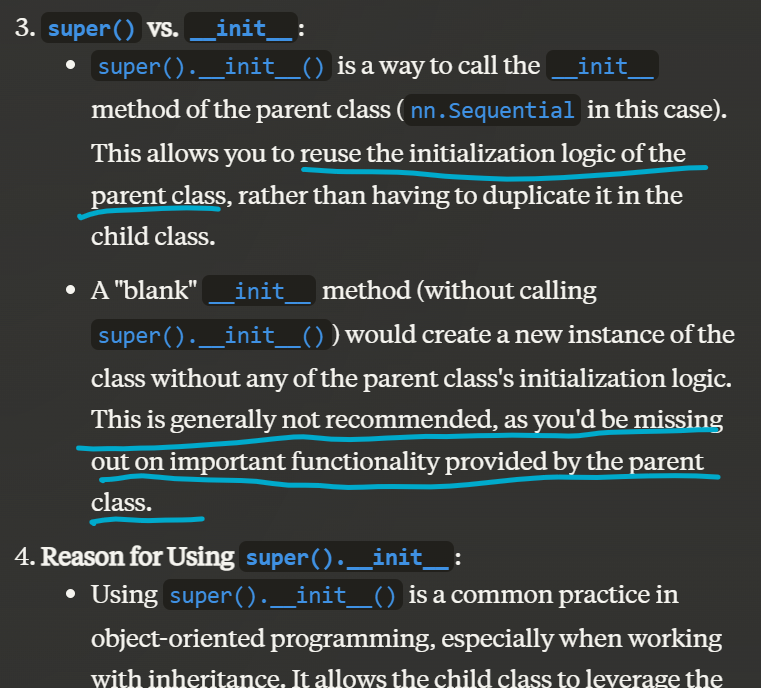 3. super() vs. __init__:
• super().__init__() is a way to call the __init__
method of the parent class (nn.Sequential in this case).
This allows you to reuse the initialization logic of the
parent class, rather than having to duplicate it in the
child class.
• A "blank" __init__ method (without calling
super().__init__()) would create a new instance of the
class without any of the parent class's initialization logic.
This is generally not recommended, as you'd be missing
out on important functionality provided by the parent
class.
4. Reason for Using super().__init__:
• Using super().__init__() is a common practice in
object-oriented programming, especially when working
with inheritance. It allows the child class to leverage the